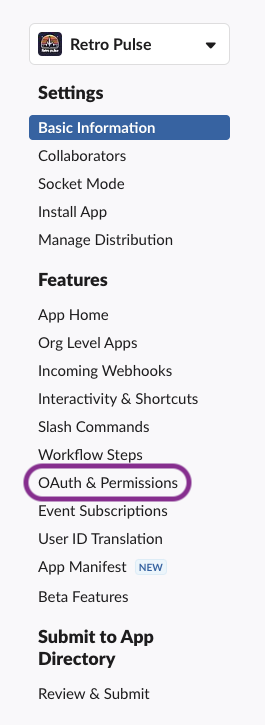 Retro Pulse
Settings
Basic Information
Collaborators
Socket Mode
Install App
Manage Distribution
Features
App Home
Org Level Apps
Incoming Webhooks
Interactivity & Shortcuts
Slash Commands
Workflow Steps
OAuth & Permissions
Event Subscriptions
User ID Translation
App Manifest NEW
Beta Features
Submit to App
Directory
Review & Submit